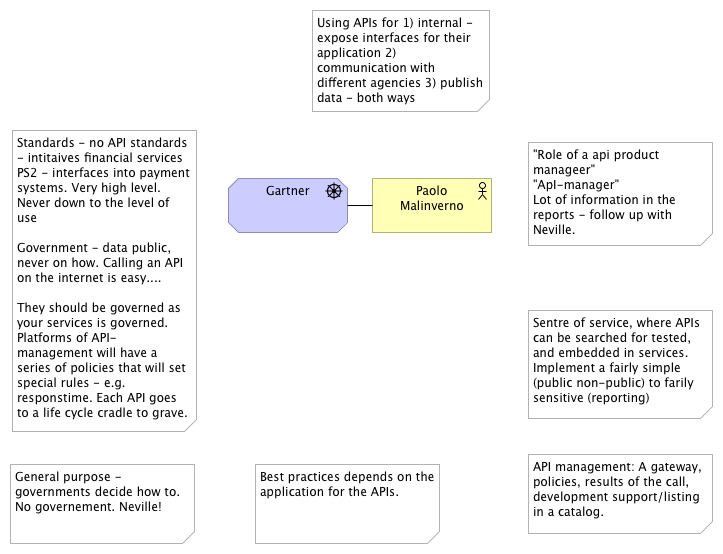 Using APIs for 1) internal -
expose interfaces for their
application 2)
communication with
different agencies 3) publish
data - both ways
Standards - no API standards
- intitaives financial services
PS2 - interfaces into payment
systems. Very high level.
Never down to the level of
use
Government - data public,
never on how. Calling an API
on the internet is easy....
They should be governed as
your services is governed.
Platforms of API-
management will have a
series of policies that will set
special rules - e.g.
responstime. Each API goes
to a life cycle cradle to grave.
Gartner
Paolo
Malinverno
"Role of a api product
manageer"
"ApI-manager"
Lot of information in the
reports - follow up with
Neville.
Sentre of service, where APIs
can be searched for tested,
and embedded in services.
Implement a fairly simple
(public non-public) to farily
sensitive (reporting)
General purpose -
governments decide how to.
No governement. Neville!
Best practices depends on the
application for the APIs.
API management: A gateway,
policies, results of the call,
development support/listing
in a catalog.